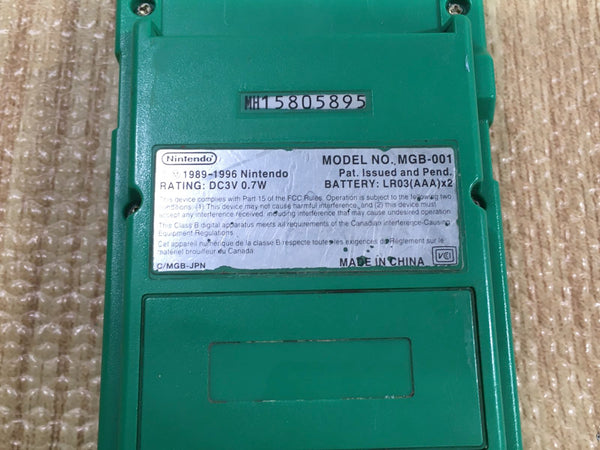 MH15805895
Nintendo
1989-1996 Nintendo
MODEL NO. MGB-001
Pat. Issued and Pend.
RATING: DC3V 0.7W
BATTERY: LR03(AAA)x2
This device complies with Part 15 of the FCC Rules. Operation is subject to the following two
conditions: (1) This device may not cause harmful interference, and (2) this device must
accept any interference received, including interference that may cause undesired operation.
This Class B digital apparatus meets all requirements of the Canadian Interference-Causing
Equipment Regulations.
Cet appareil numérique de la classe B respecte toutes les exigences du Règlement sur le
matériel brouilleur du Canada.
C/MGB-JPN
MADE IN CHINA
VCI